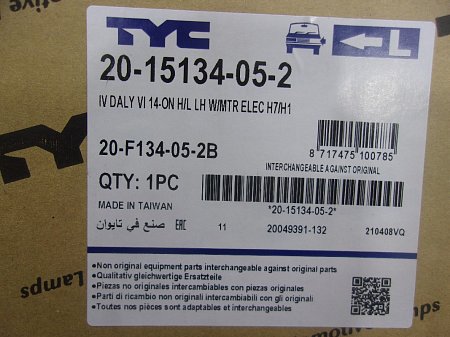 TYC
L
20-15134-05-2
IV DALY VI 14-ON H/L LH W/MTR ELEC H7/H1
20-F134-05-2B
8 717475 100785
INTERCHANGEABLE AGAINST ORIGINAL
QTY: 1PC
MADE IN TAIWAN
*20-15134-05-2*
صنع في تايوان EAC 11 20049391-132 210408VQ
•Non original equipment parts interchangeable against original parts
•Qualitativ gleichwertige Ersatzteile
•Piezas no originales intercambiables con piezas originales
•Parti di ricambio non originali intercambiabili con gli originali
•Toutes nos pièces sont adaptables et interchangeables
Lamps